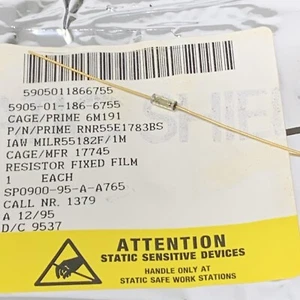 5905011866755
5905-01-186-6755
CAGE/PRIME 6M191
P/N/PRIME RNR55E1783BS
IAW MILR55182F/1M
CAGE/MFR 17745
RESISTOR FIXED FILM
1 EACH
SP0900-95-A-A765
CALL NR. 1379
A 12/95
D/C 9537
ATTENTION
STATIC SENSITIVE DEVICES
HANDLE ONLY AT
STATIC SAFE WORK STATIONS